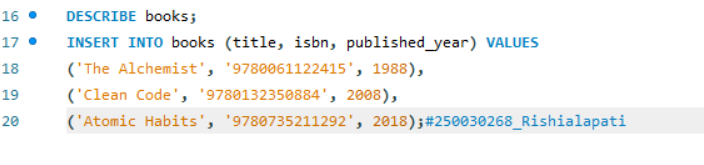 16 DESCRIBE books;
17 INSERT INTO books (title, isbn, published_year) VALUES
18 ('The Alchemist', '9780061122415', 1988),
19 ('Clean Code', '9780132350884', 2008),
20 ('Atomic Habits', '9780735211292', 2018);#250030268_Rishialapati